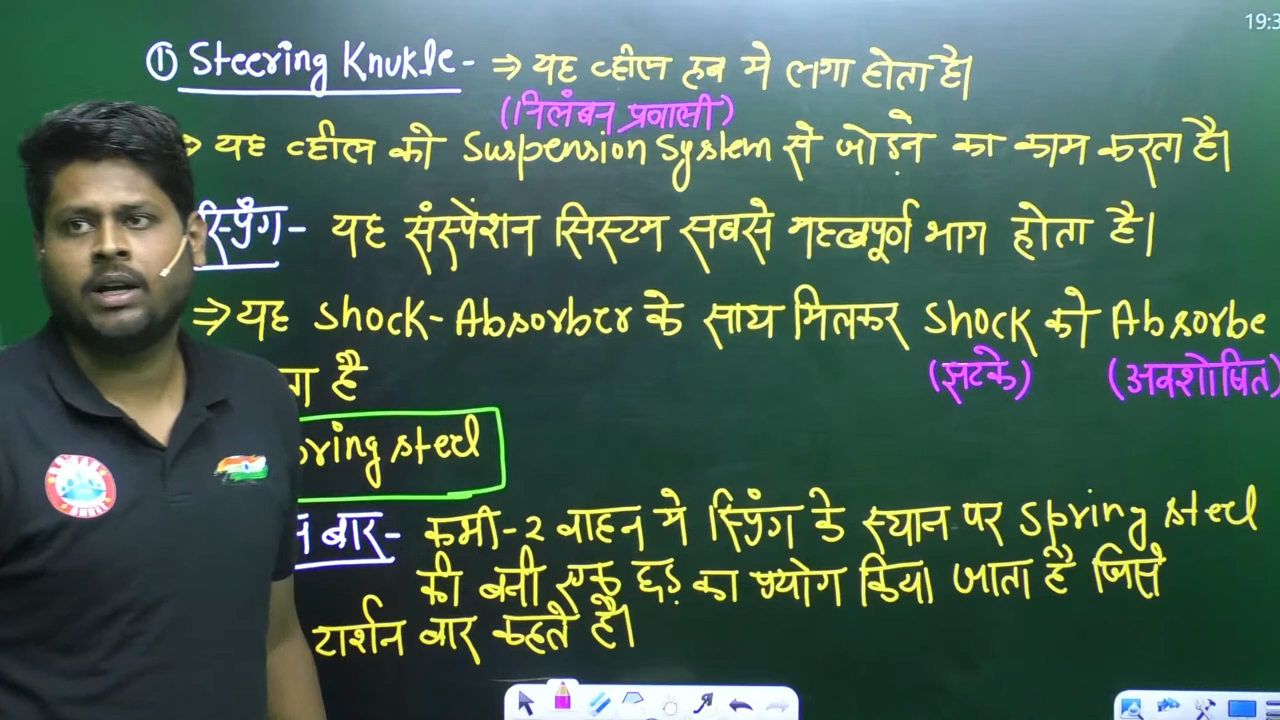 19:3
① Steering Knukle - ⇒ यह व्हील हब मे लगा होता है।
(निलंबन प्रणाली)
⇒ यह व्हील को Suspension System से जोड़ने का काम करता है।
स्प्रिंग - यह संस्पेंशन सिस्टम सबसे महत्वपूर्ण भाग होता है।
⇒ यह Shock-Absorber के साथ मिलकर Shock को Absorbe
(झटके) (अवशोषित)
है
pring steel
बार - कभी-2 वाहन मे स्प्रिंग के स्थान पर Spring steel
की बनी एक छड़ का प्रयोग किया जाता है जिसे
टार्शन बार कहते है।